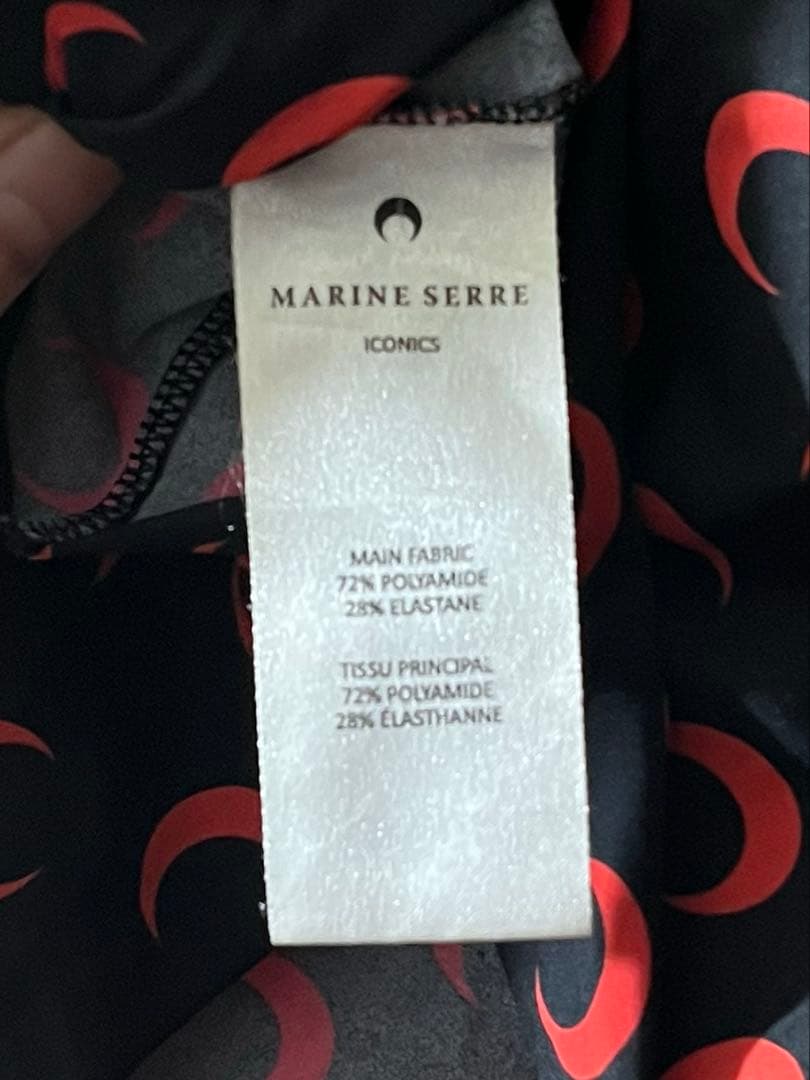 MARINE SERRE
ICONICS
MAIN FABRIC
72% POLYAMIDE
28% ELASTANE
TISSU PRINCIPAL
72% POLYAMIDE
28% ÉLASTHANNE